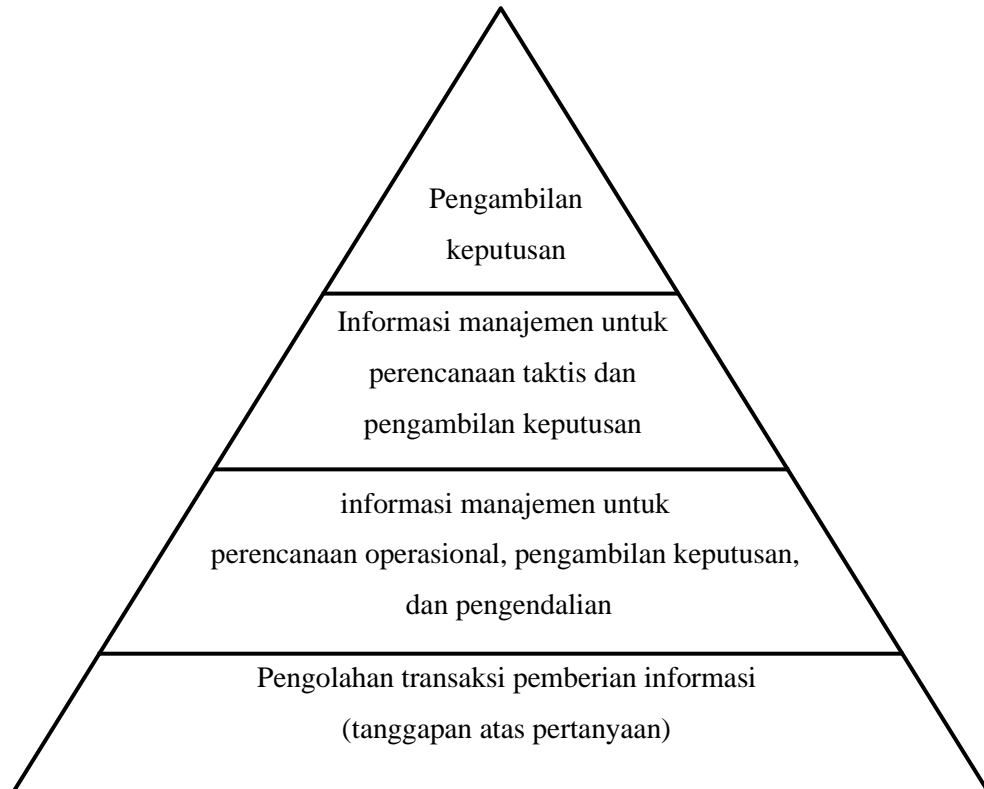 Pengambilan
keputusan
Informasi manajemen untuk
perencanaan taktis dan
pengambilan keputusan
informasi manajemen untuk
perencanaan operasional, pengambilan keputusan,
dan pengendalian
Pengolahan transaksi pemberian informasi
(tanggapan atas pertanyaan)